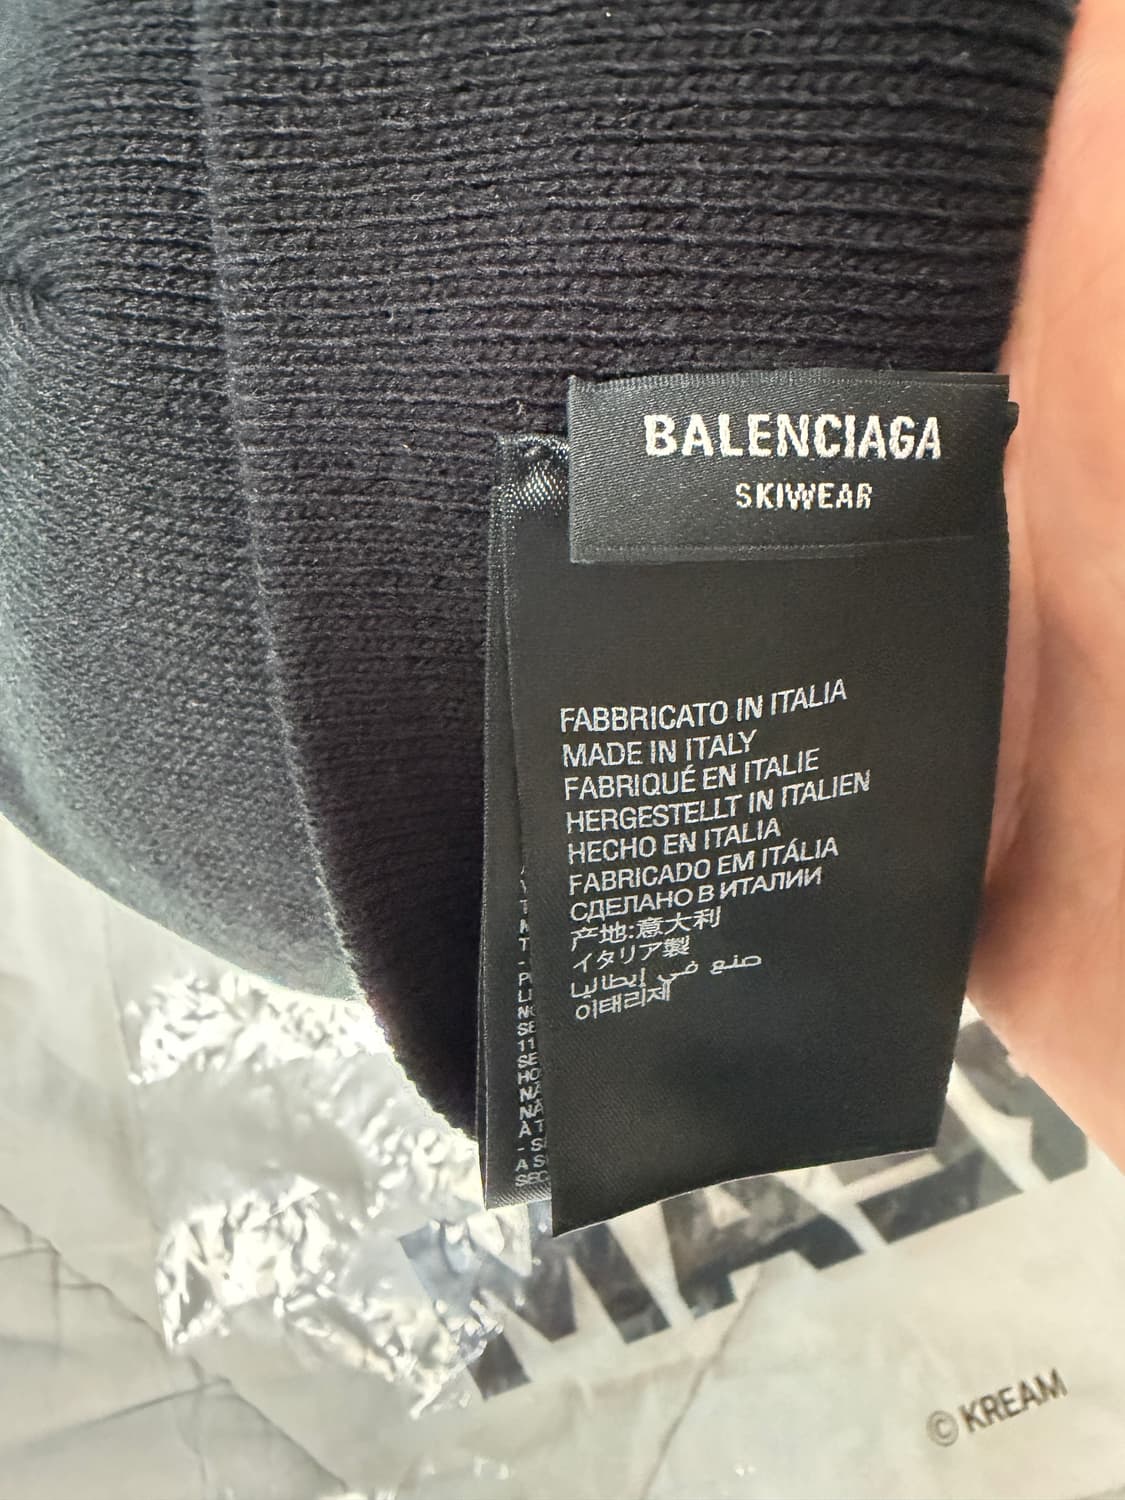 BALENCIAGA
SKIWEAR
FABBRICATO IN ITALIA
MADE IN ITALY
FABRIQUÉ EN ITALIE
HERGESTELLT IN ITALIEN
HECHO EN ITALIA
FABRICADO EM ITÁLIA
СДЕЛАНО В ИТАЛИИ
产地:意大利
イタリア製
صنع في إيطاليا
이태리제
© KREAM